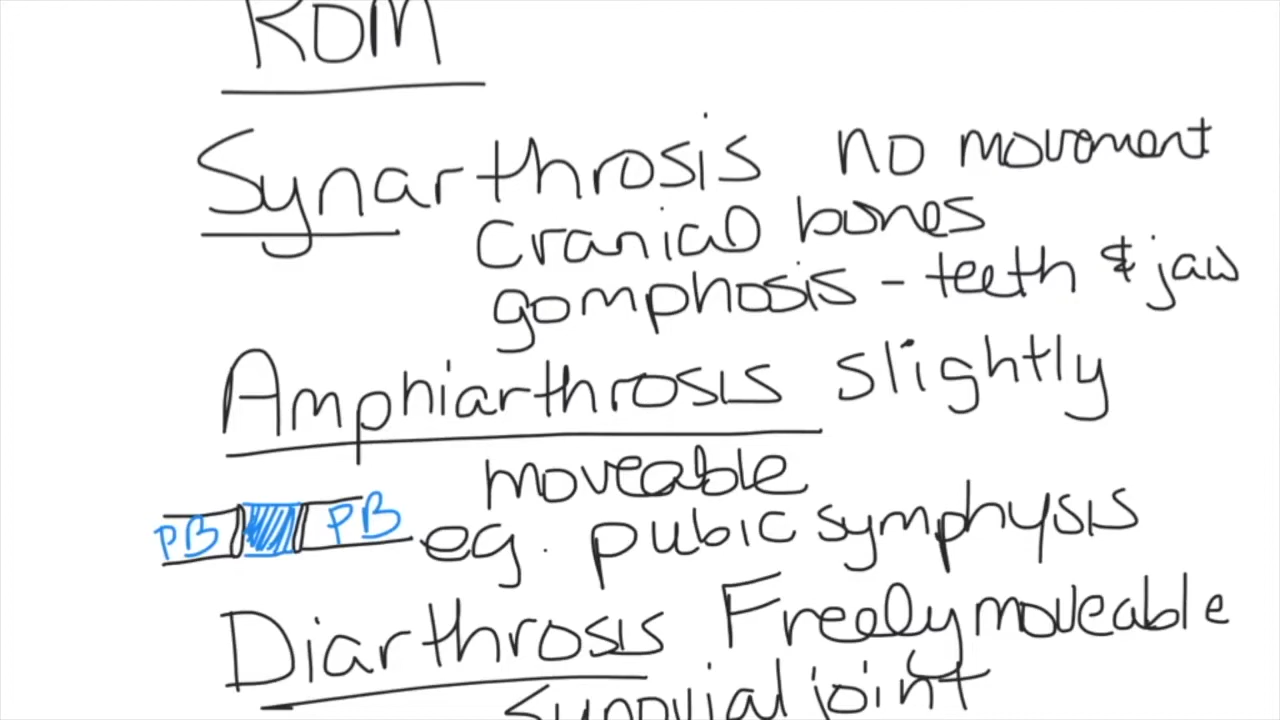 ROM
Synarthrosis no movement
Cranial bones
gomphosis - teeth & jaw
Amphiarthrosis slightly
moveable
PB PB eg. pubic symphysis
Diarthrosis Freely moveable
Synovial joint